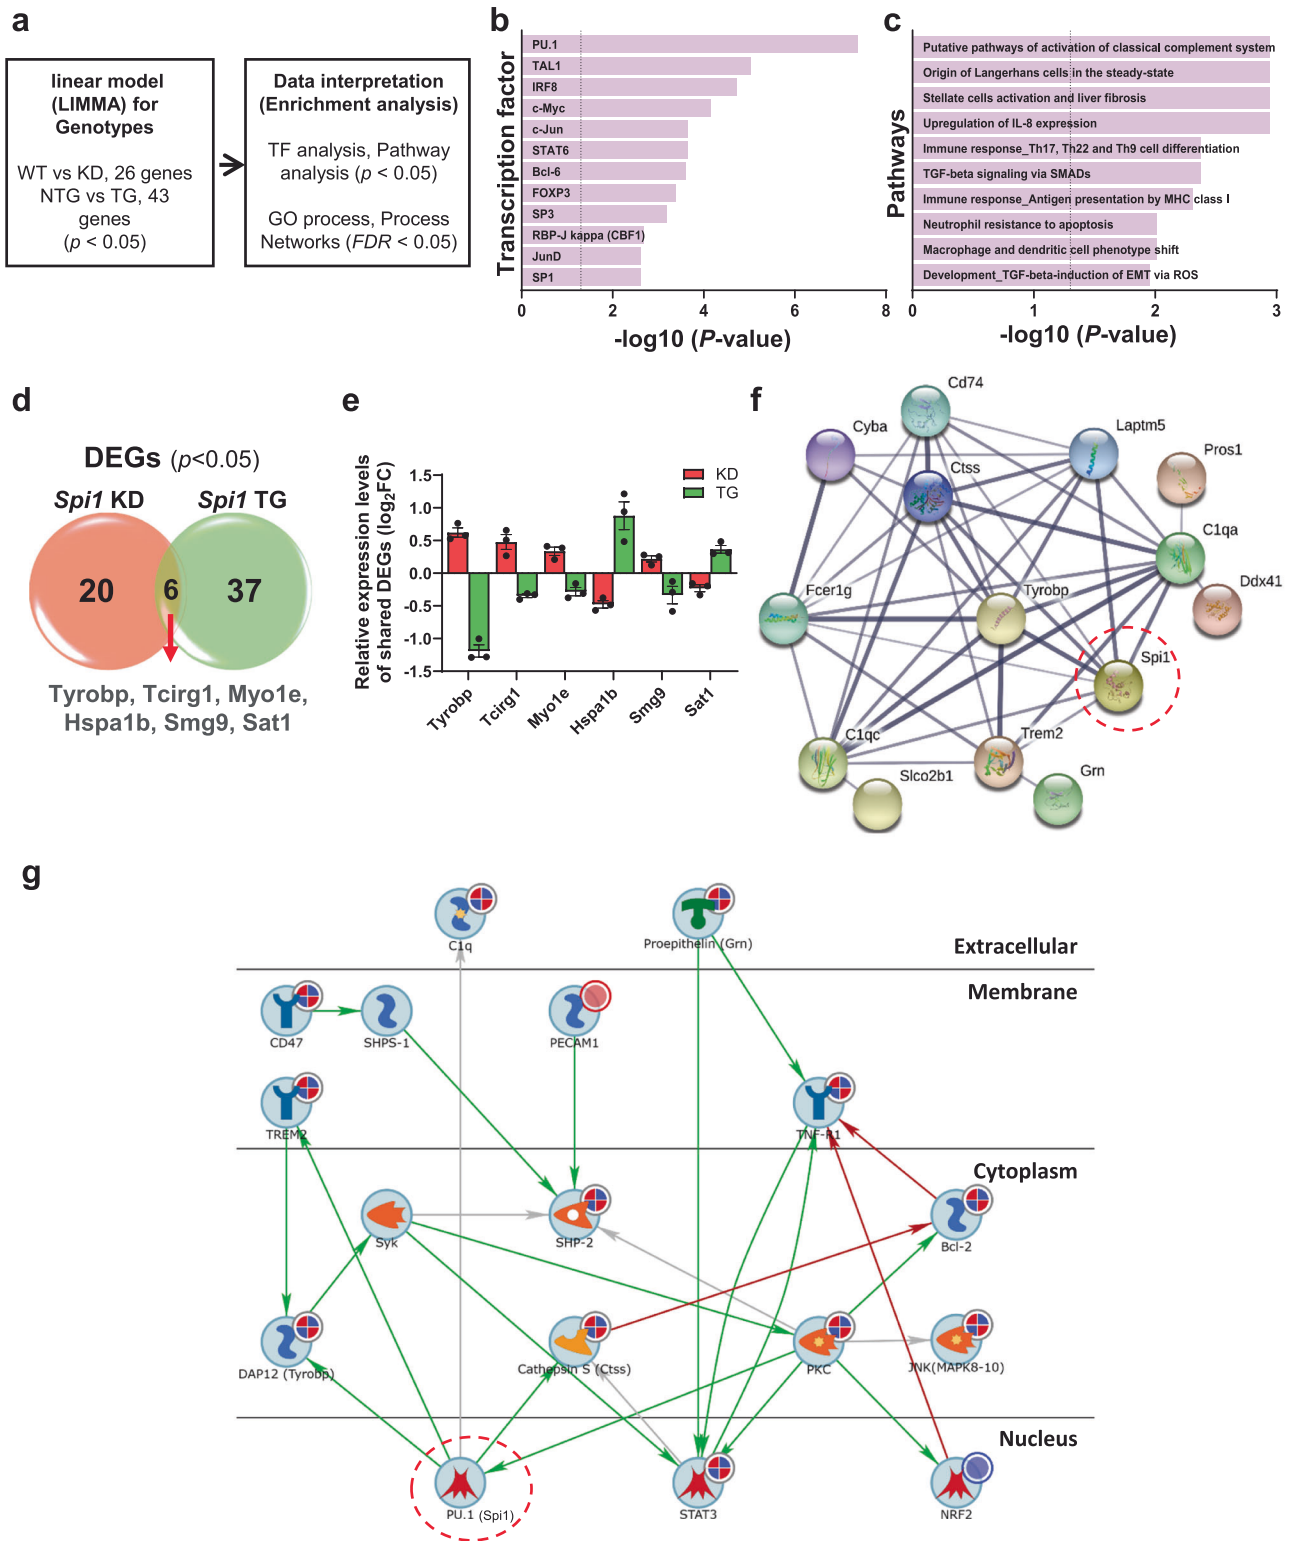 a
linear model
(LIMMA) for
Genotypes
WT vs KD, 26 genes
NTG vs TG, 43
genes
(p < 0.05)
Data interpretation
(Enrichment analysis)
TF analysis, Pathway
analysis (p < 0.05)
GO process, Process
Networks (FDR < 0.05)
b
Transcription factor
PU.1
TAL1
IRF8
c-Myc
c-Jun
STAT6
Bcl-6
FOXP3
SP3
RBP-J kappa (CBF1)
JunD
SP1
0 2 4 6 8
-log10 (P-value)
c
Pathways
Putative pathways of activation of classical complement system
Origin of Langerhans cells in the steady-state
Stellate cells activation and liver fibrosis
Upregulation of IL-8 expression
Immune response_Th17, Th22 and Th9 cell differentiation
TGF-beta signaling via SMADs
Immune response_Antigen presentation by MHC class I
Neutrophil resistance to apoptosis
Macrophage and dendritic cell phenotype shift
Development_TGF-beta-induction of EMT via ROS
0 1 2 3
-log10 (P-value)
d
DEGs (p<0.05)
Spi1 KD Spi1 TG
20 6 37
Tyrobp, Tcirg1, Myo1e,
Hspa1b, Smg9, Sat1
e
Relative expression levels
of shared DEGs (log2FC)
1.5
1.0
0.5
0.0
-0.5
-1.0
-1.5
KD
TG
Tyrobp
Tcirg1
Myo1e
Hspa1b
Smg9
Sat1
f
Cd74
Cyba
Laptm5
Ctss
Pros1
C1qa
Fcer1g
Tyrobp
Ddx41
Spi1
C1qc
Trem2
Slco2b1
Grn
g
C1q
Proepithelin (Grn)
Extracellular
Membrane
CD47
SHPS-1
PECAM1
TREM2
TNF-R1
Cytoplasm
Syk
SHP-2
Bcl-2
DAP12 (Tyrobp)
Cathepsin S (Ctss)
PKC
JNK(MAPK8-10)
Nucleus
PU.1 (Spi1)
STAT3
NRF2